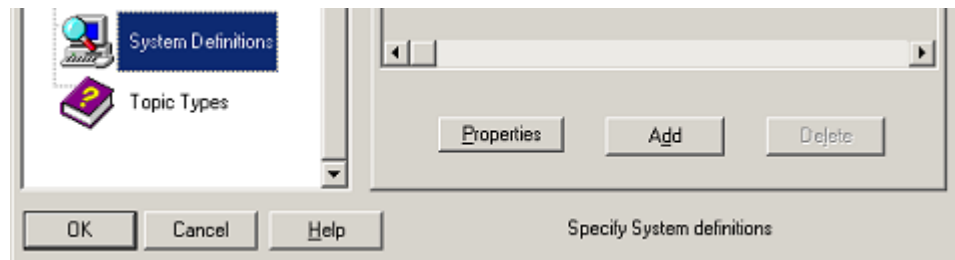 System Definitions
Topic Types
Properties Add Delete
OK Cancel Help Specify System definitions